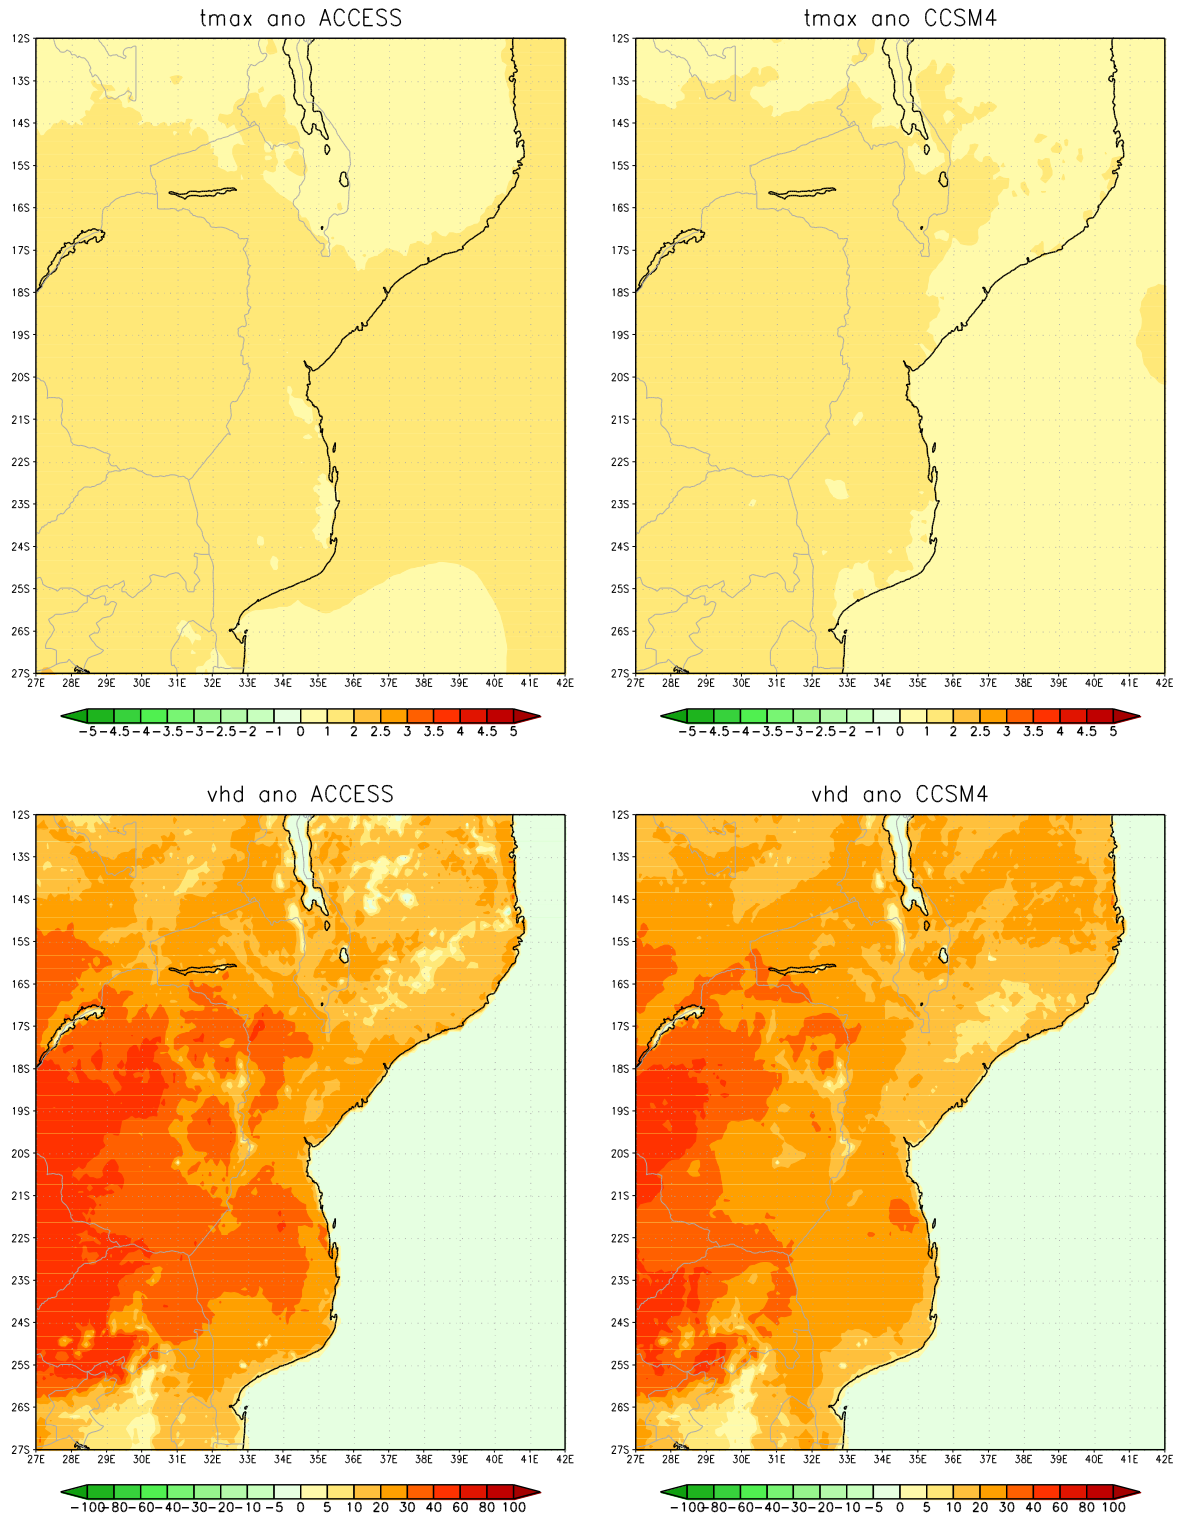 tmax ano ACCESS
tmax ano CCSM4
12S 12S
13S 13S
14S 14S
15S 15S
16S 16S
17S 17S
18S 18S
19S 19S
20S 20S
21S 21S
22S 22S
23S 23S
24S 24S
25S 25S
26S 26S
27S 27S
27E 28E 29E 30E 31E 32E 33E 34E 35E 36E 37E 38E 39E 40E 41E 42E
27E 28E 29E 30E 31E 32E 33E 34E 35E 36E 37E 38E 39E 40E 41E 42E
-5 -4.5 -4 -3.5 -3 -2.5 -2 -1 0 1 2 2.5 3 3.5 4 4.5 5
-5 -4.5 -4 -3.5 -3 -2.5 -2 -1 0 1 2 2.5 3 3.5 4 4.5 5
vhd ano ACCESS
vhd ano CCSM4
12S 12S
13S 13S
14S 14S
15S 15S
16S 16S
17S 17S
18S 18S
19S 19S
20S 20S
21S 21S
22S 22S
23S 23S
24S 24S
25S 25S
26S 26S
27S 27S
27E 28E 29E 30E 31E 32E 33E 34E 35E 36E 37E 38E 39E 40E 41E 42E
27E 28E 29E 30E 31E 32E 33E 34E 35E 36E 37E 38E 39E 40E 41E 42E
-100 -80 -60 -40 -30 -20 -10 -5 0 5 10 20 30 40 60 80 100
-100 -80 -60 -40 -30 -20 -10 -5 0 5 10 20 30 40 60 80 100